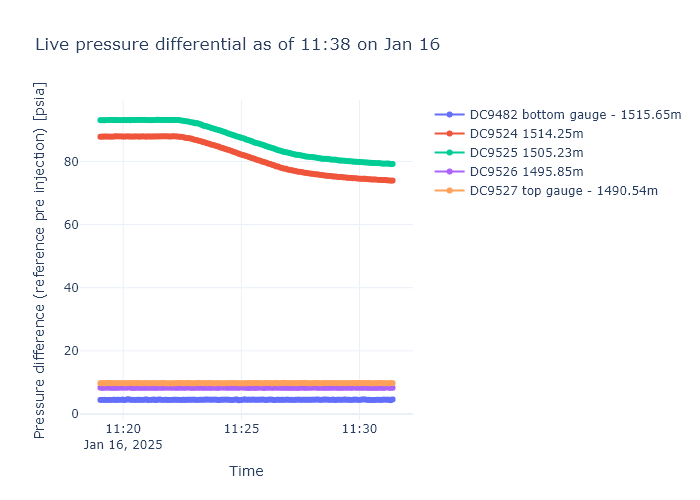 Live pressure differential as of 11:38 on Jan 16
Pressure difference (reference pre injection) [psia]
80
60
40
20
0
11:20
Jan 16, 2025
11:25
11:30
Time
DC9482 bottom gauge - 1515.65m
DC9524 1514.25m
DC9525 1505.23m
DC9526 1495.85m
DC9527 top gauge - 1490.54m